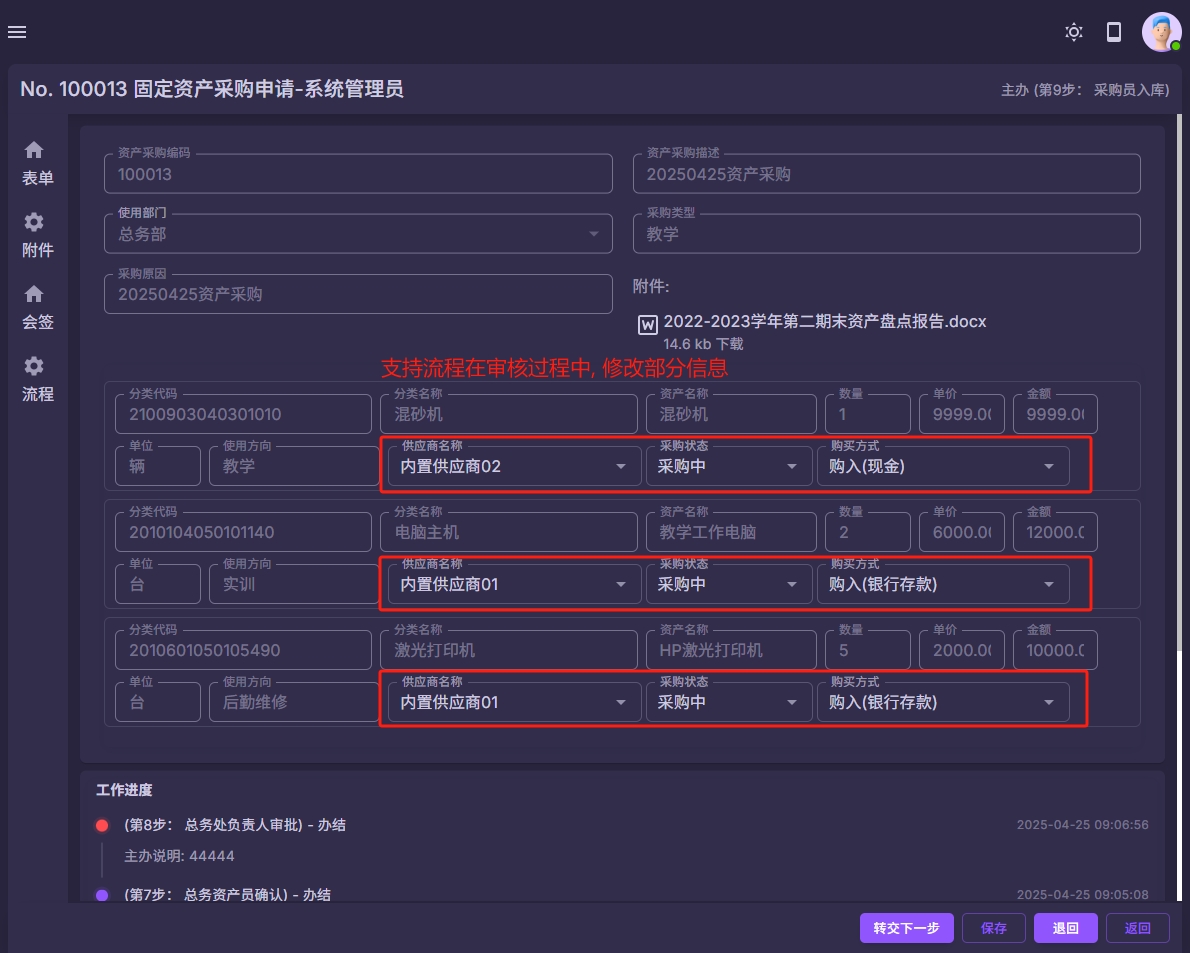 No. 100013 固定资产采购申请-系统管理员
主办 (第9步： 采购员入库)
表单
附件
会签
流程
资产采购编码
100013
资产采购描述
20250425资产采购
使用部门
总务部
采购类型
教学
采购原因
20250425资产采购
附件:
2022-2023学年第二期末资产盘点报告.docx
14.6 kb 下载
支持流程在审核过程中, 修改部分信息
分类代码 分类名称 资产名称 数量 单价 金额
2100903040301010 混砂机 混砂机 1 9999.0 9999.0
单位 使用方向 供应商名称 采购状态 购买方式
辆 教学 内置供应商02 采购中 购入(现金)
分类代码 分类名称 资产名称 数量 单价 金额
2010104050101140 电脑主机 教学工作电脑 2 6000.0 12000.0
单位 使用方向 供应商名称 采购状态 购买方式
台 实训 内置供应商01 采购中 购入(银行存款)
分类代码 分类名称 资产名称 数量 单价 金额
2010601050105490 激光打印机 HP激光打印机 5 2000.0 10000.0
单位 使用方向 供应商名称 采购状态 购买方式
台 后勤维修 内置供应商01 采购中 购入(银行存款)
工作进度
(第8步： 总务处负责人审批) - 办结 2025-04-25 09:06:56
主办说明: 44444
(第7步： 总务资产员确认) - 办结 2025-04-25 09:05:08
转交下一步 保存 退回 返回